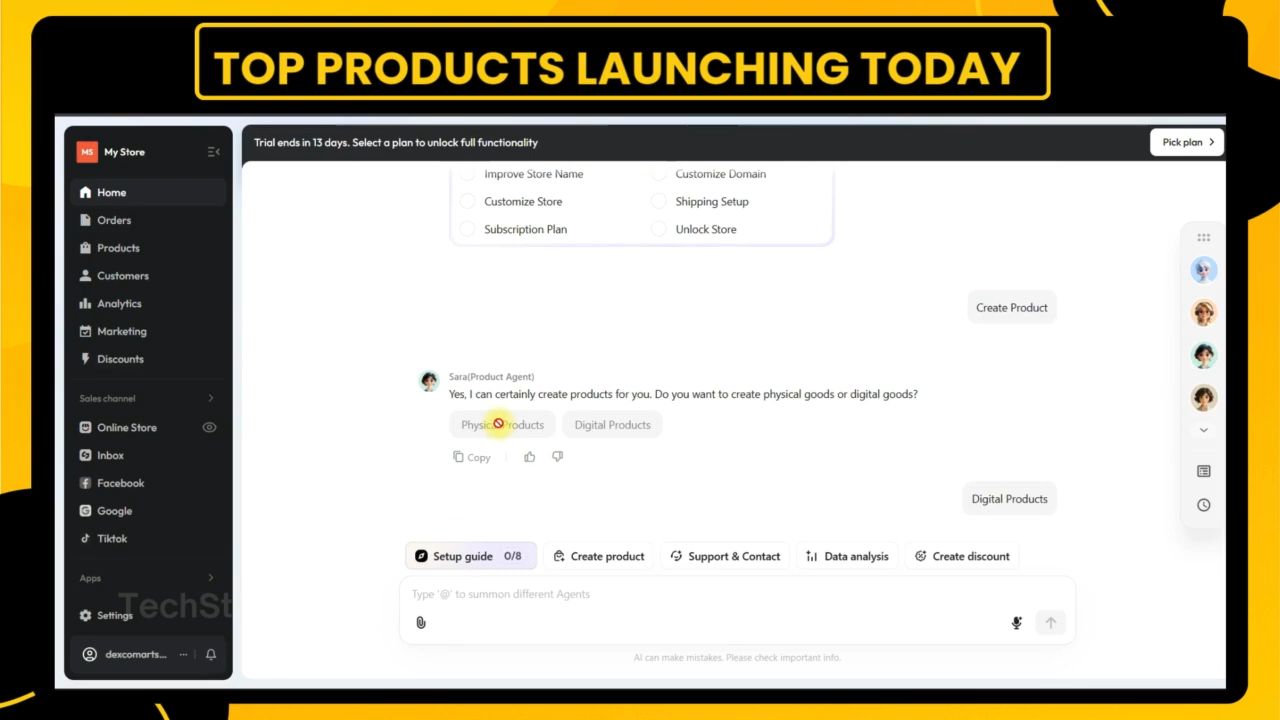 TOP PRODUCTS LAUNCHING TODAY
MS My Store
Home
Orders
Products
Customers
Analytics
Marketing
Discounts
Sales channel
Online Store
Inbox
Facebook
Google
Tiktok
Apps
Settings
TechSt
dexcomarts... ...
Trial ends in 13 days. Select a plan to unlock full functionality
Pick plan
Improve Store Name Customize Domain
Customize Store Shipping Setup
Subscription Plan Unlock Store
Create Product
Sara(Product Agent)
Yes, I can certainly create products for you. Do you want to create physical goods or digital goods?
Physical Products Digital Products
Copy
Digital Products
Setup guide 0/8 Create product Support & Contact Data analysis Create discount
Type '@' to summon different Agents
AI can make mistakes. Please check important info.